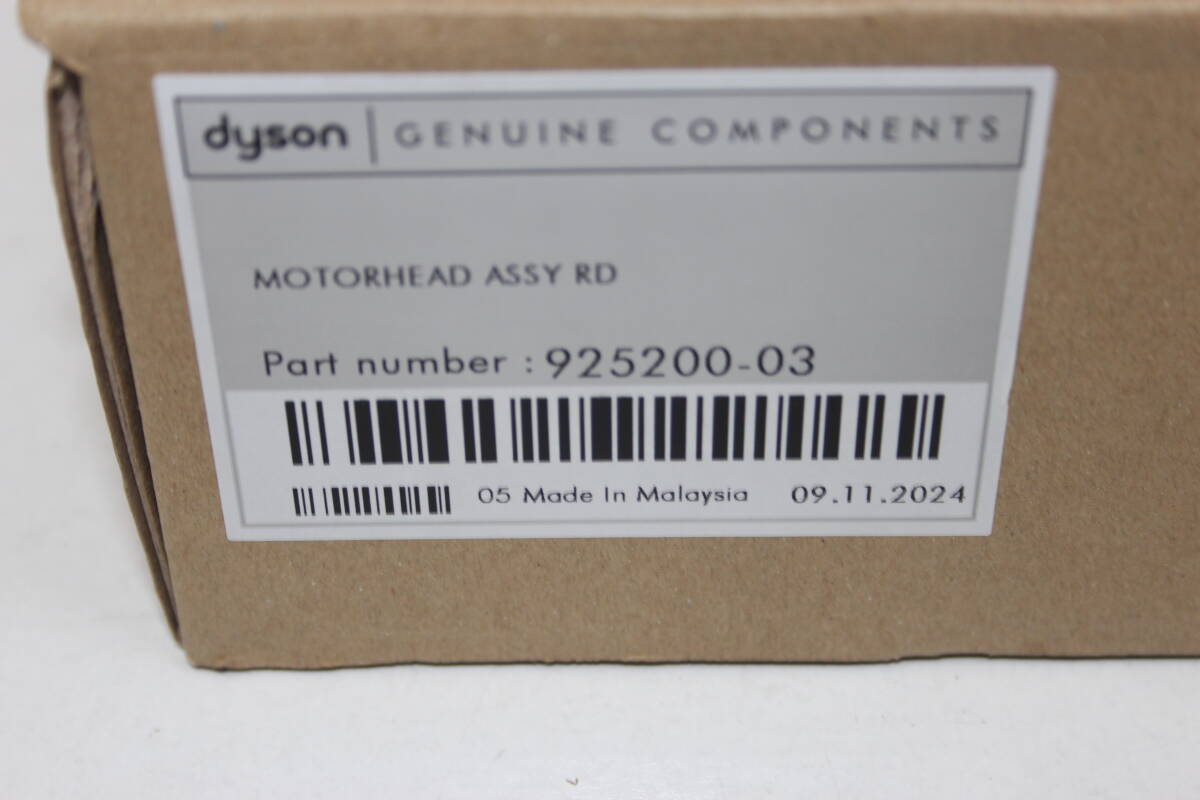 dyson | GENUINE COMPONENTS
MOTORHEAD ASSY RD
Part number : 925200-03
05 Made In Malaysia 09.11.2024